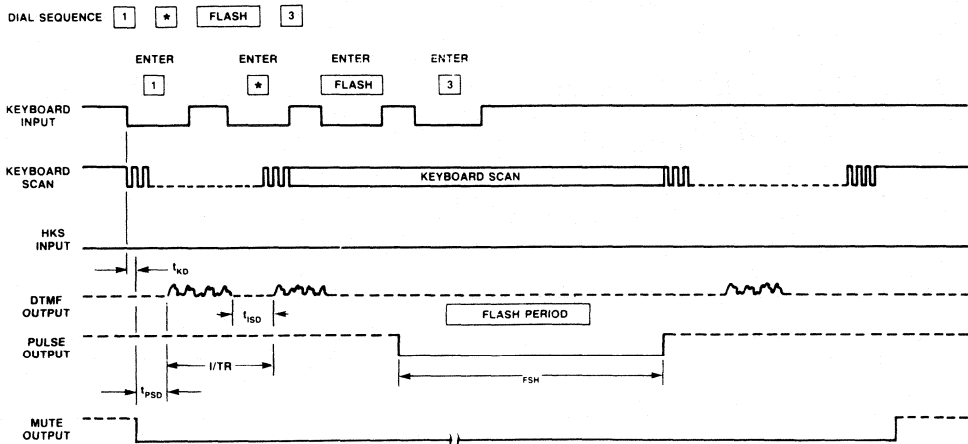 DIAL SEQUENCE 1 * FLASH 3
ENTER ENTER ENTER ENTER
1 * FLASH 3
KEYBOARD INPUT
KEYBOARD SCAN
KEYBOARD SCAN
HKS INPUT
tKD
DTMF OUTPUT
tISD
FLASH PERIOD
PULSE OUTPUT
I/TR
FSH
tPSD
MUTE OUTPUT